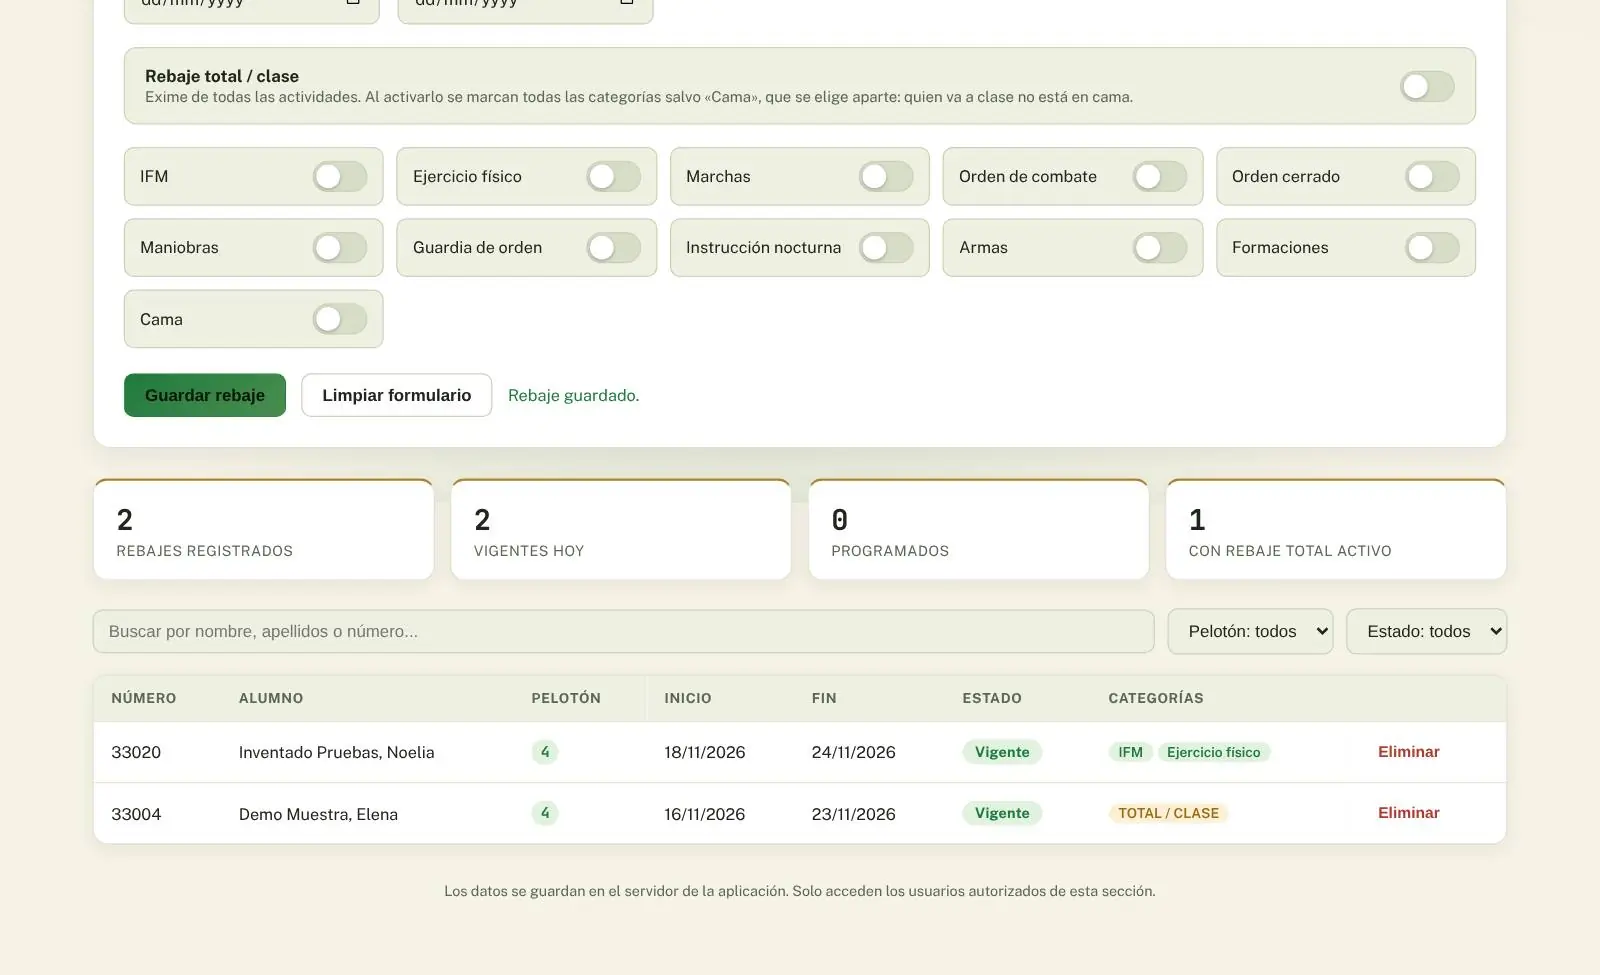 dd/mm/yyyy dd/mm/yyyy
Rebaje total / clase
Exime de todas las actividades. Al activarlo se marcan todas las categorías salvo «Cama», que se elige aparte: quien va a clase no está en cama.
IFM Ejercicio físico Marchas Orden de combate Orden cerrado
Maniobras Guardia de orden Instrucción nocturna Armas Formaciones
Cama
Guardar rebaje Limpiar formulario Rebaje guardado.
2 2 0 1
REBAJES REGISTRADOS VIGENTES HOY PROGRAMADOS CON REBAJE TOTAL ACTIVO
Buscar por nombre, apellidos o número... Pelotón: todos Estado: todos
NÚMERO ALUMNO PELOTÓN INICIO FIN ESTADO CATEGORÍAS
33020 Inventado Pruebas, Noelia 4 18/11/2026 24/11/2026 Vigente IFM Ejercicio físico Eliminar
33004 Demo Muestra, Elena 4 16/11/2026 23/11/2026 Vigente TOTAL / CLASE Eliminar
Los datos se guardan en el servidor de la aplicación. Solo acceden los usuarios autorizados de esta sección.